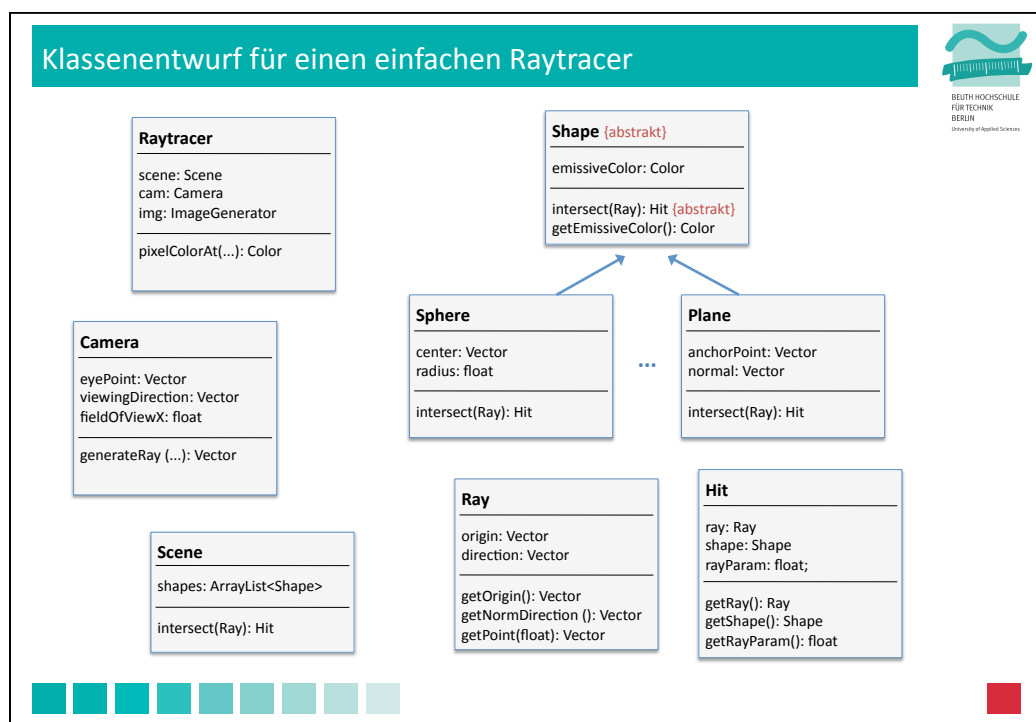 Klassenentwurf für einen einfachen Raytracer
BEUTH HOCHSCHULE
FÜR TECHNIK
BERLIN
University of Applied Sciences
Raytracer
scene: Scene
cam: Camera
img: ImageGenerator
pixelColorAt(...): Color
Shape {abstrakt}
emissiveColor: Color
intersect(Ray): Hit {abstrakt}
getEmissiveColor(): Color
Camera
eyePoint: Vector
viewingDirection: Vector
fieldOfViewX: float
generateRay (...): Vector
Sphere
center: Vector
radius: float
intersect(Ray): Hit
...
Plane
anchorPoint: Vector
normal: Vector
intersect(Ray): Hit
Scene
shapes: ArrayList<Shape>
intersect(Ray): Hit
Ray
origin: Vector
direction: Vector
getOrigin(): Vector
getNormDirection (): Vector
getPoint(float): Vector
Hit
ray: Ray
shape: Shape
rayParam: float;
getRay(): Ray
getShape(): Shape
getRayParam(): float